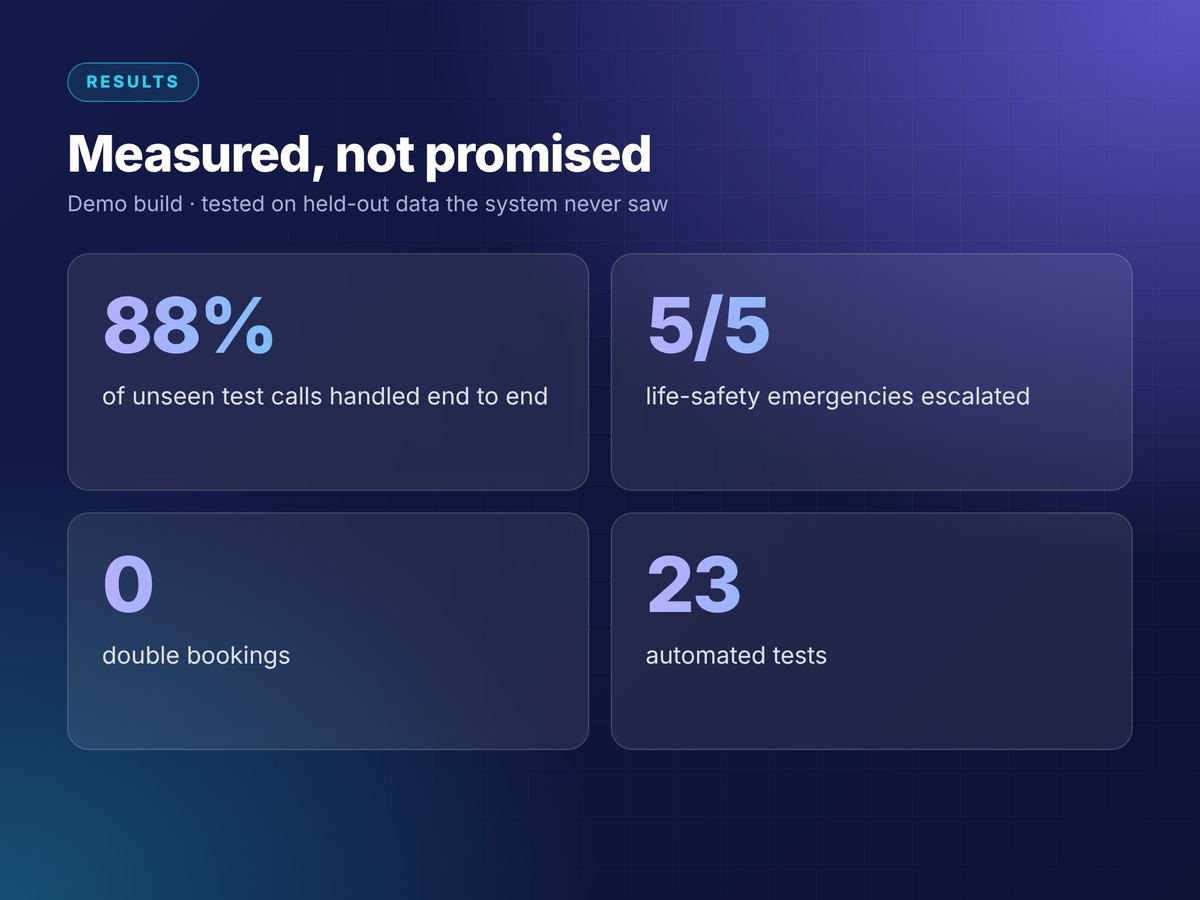 RESULTS
Measured, not promised
Demo build · tested on held-out data the system never saw
88%
of unseen test calls handled end to end
5/5
life-safety emergencies escalated
0
double bookings
23
automated tests